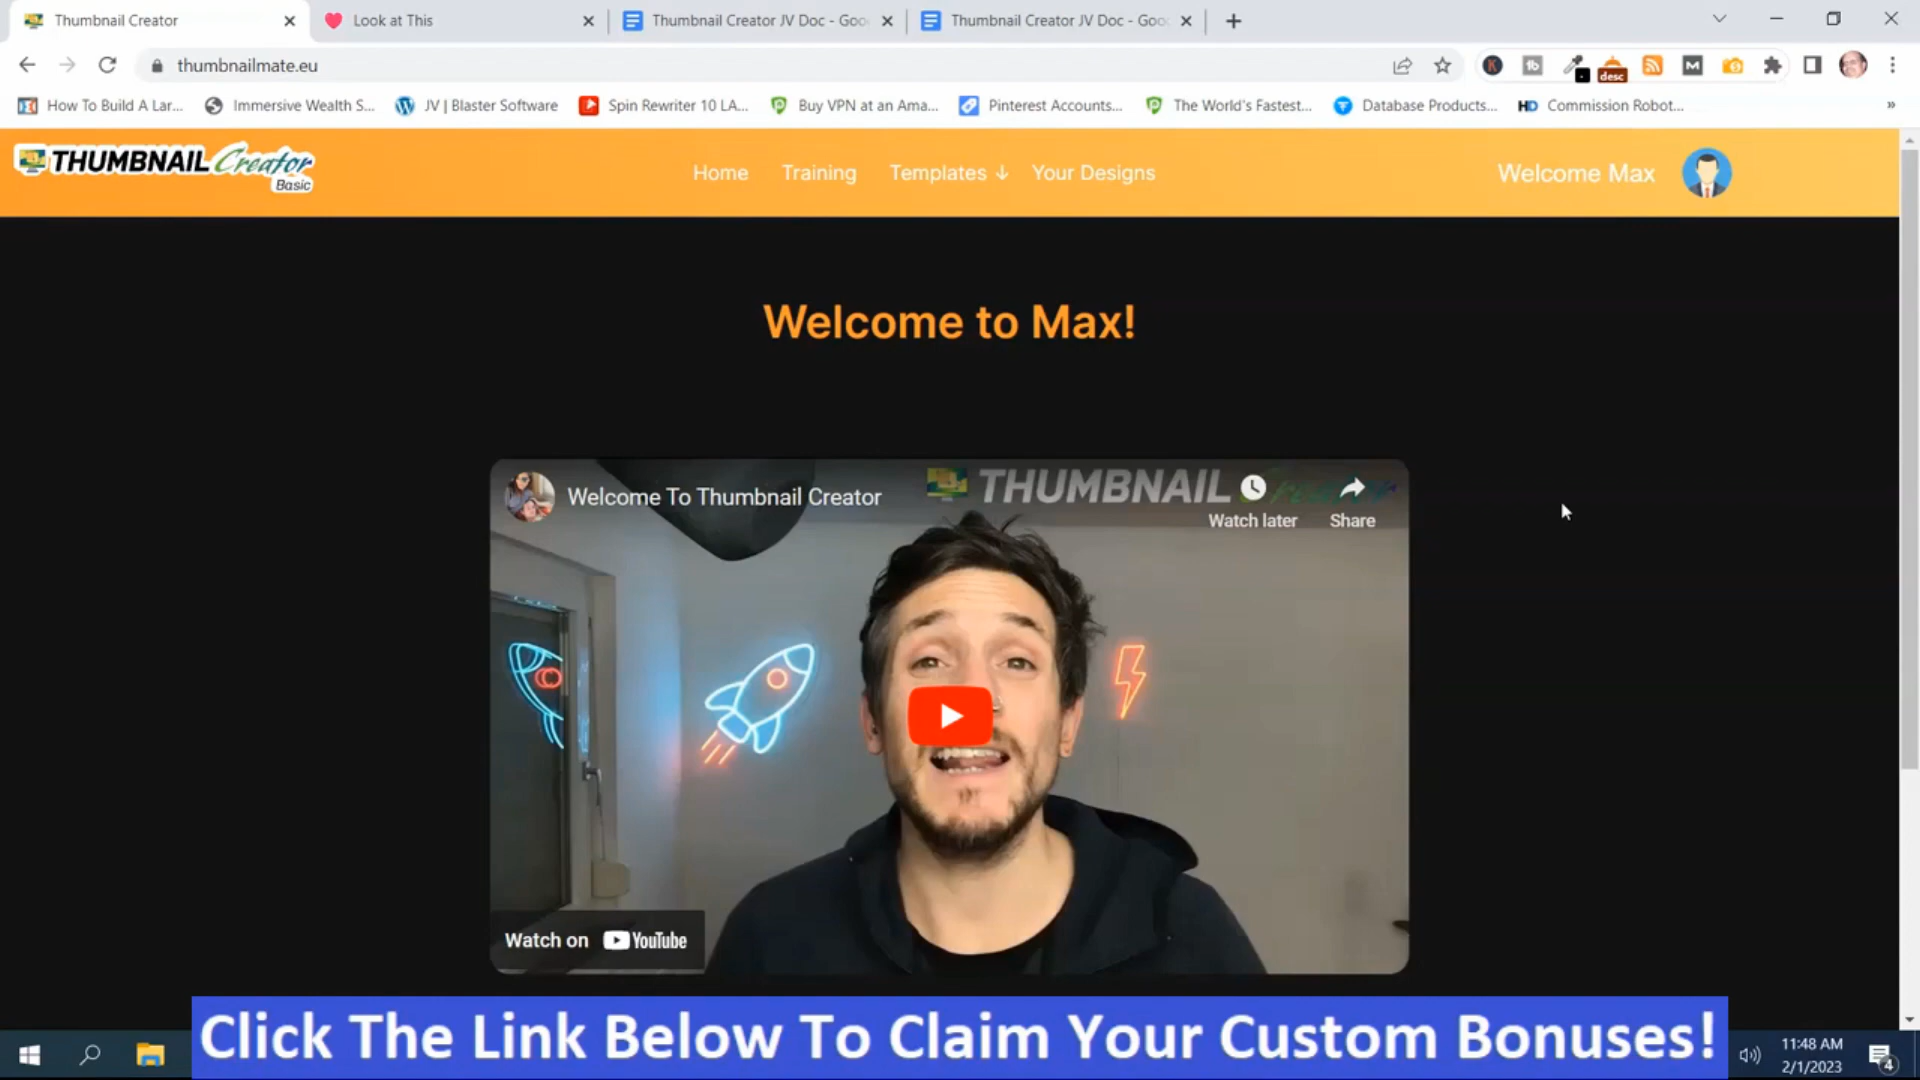 Thumbnail Creator
Look at This
Thumbnail Creator JV Doc - Goo
Thumbnail Creator JV Doc - Goo
thumbnailmate.eu
desc
How To Build A Lar...
Immersive Wealth S...
JV | Blaster Software
Spin Rewriter 10 LA...
Buy VPN at an Ama...
Pinterest Accounts...
The World's Fastest...
Database Products...
HD Commission Robot...
THUMBNAIL Creator
Basic
Home
Training
Templates ↓
Your Designs
Welcome Max
Welcome to Max!
Welcome To Thumbnail Creator
THUMBNAIL Creator
Watch later
Share
Watch on YouTube
Click The Link Below To Claim Your Custom Bonuses!
11:48 AM
2/1/2023
4